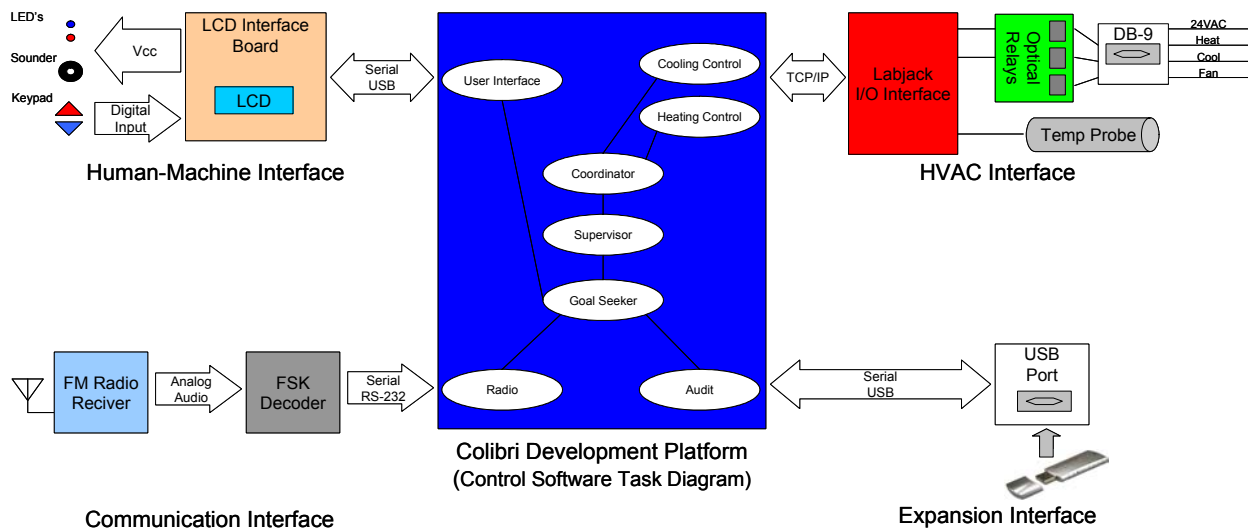 LED's
Sounder
Keypad
Vcc
Digital
Input
LCD Interface
Board
LCD
Human-Machine Interface
Serial
USB
User Interface
Cooling Control
Heating Control
Coordinator
Supervisor
Goal Seeker
Radio
Audit
Colibri Development Platform
(Control Software Task Diagram)
TCP/IP
Labjack
I/O Interface
Optical
Relays
DB-9
24VAC
Heat
Cool
Fan
Temp Probe
HVAC Interface
FM Radio
Reciver
Analog
Audio
FSK
Decoder
Serial
RS-232
Communication Interface
Serial
USB
USB
Port
Expansion Interface